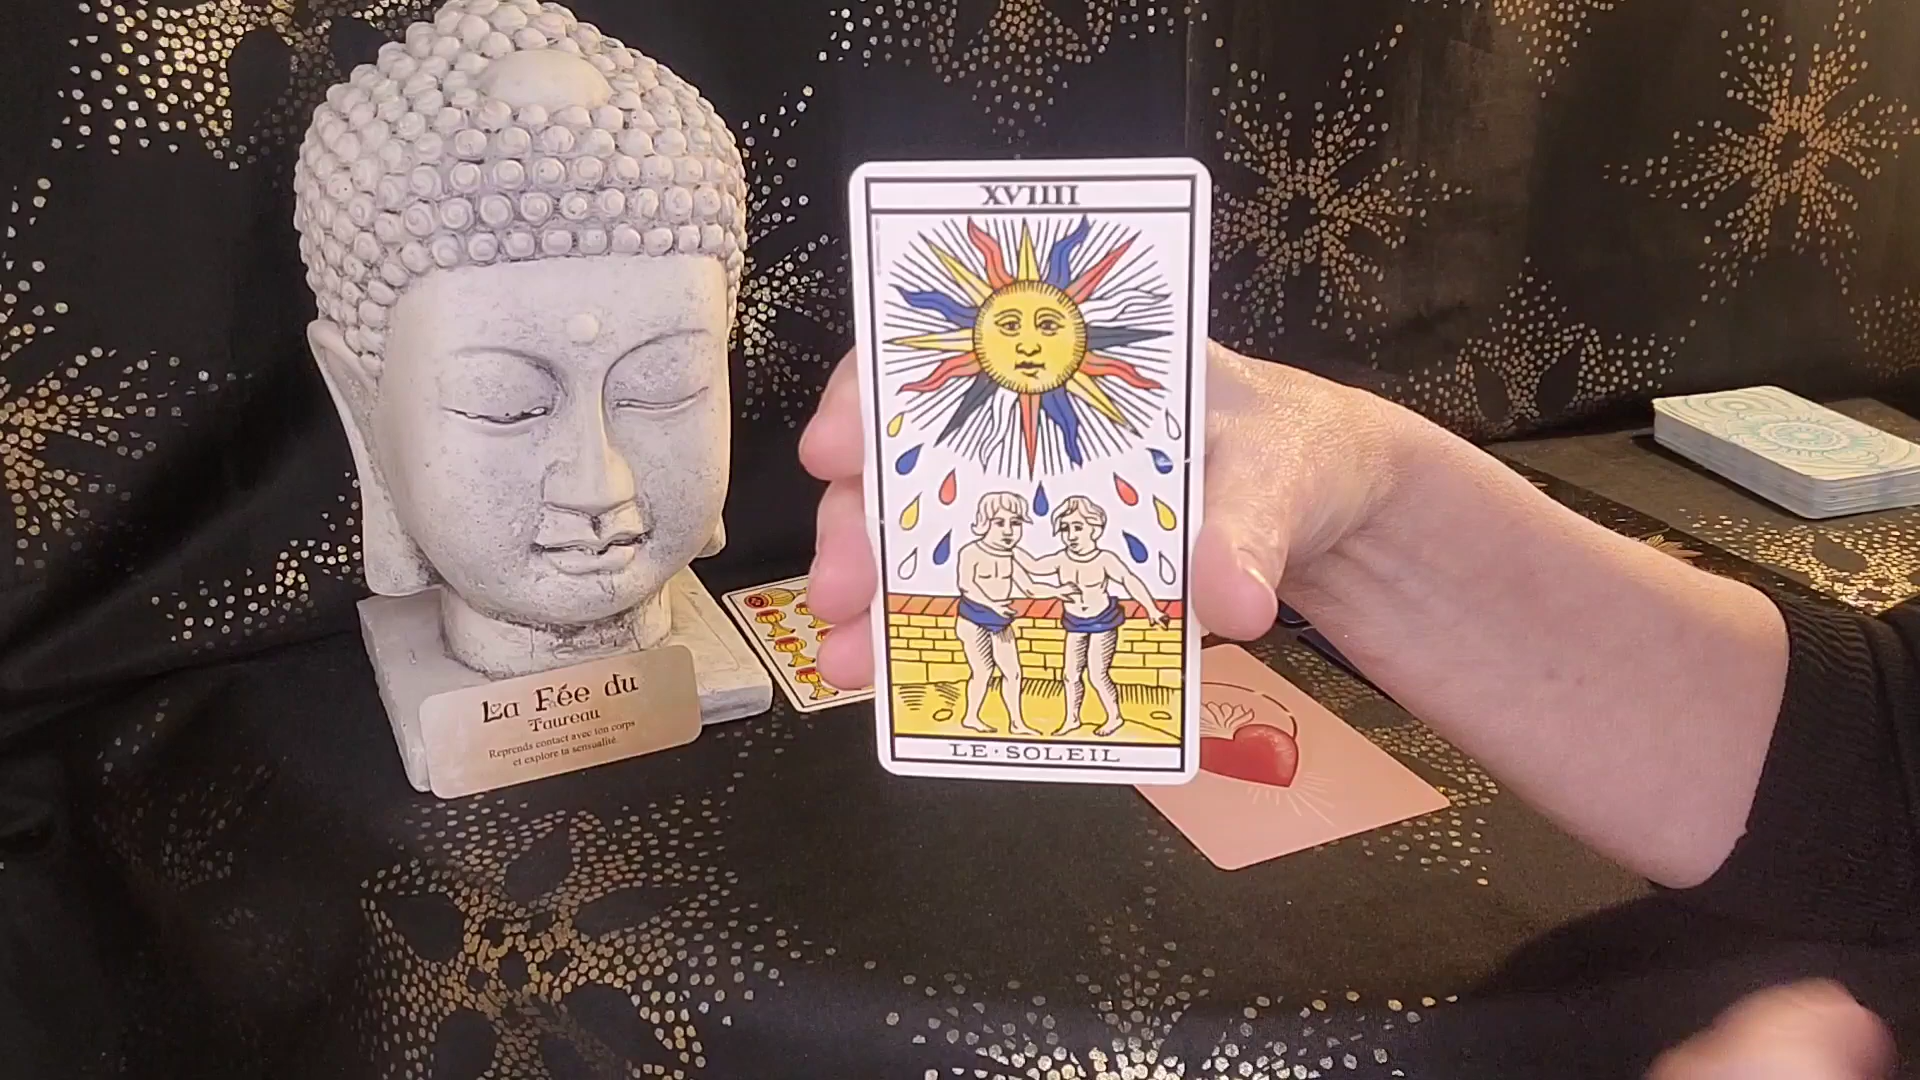 XVIIII
LE·SOLEIL
La Fée du
Taureau
Reprends contact avec ton corps
et explore ta sensualité.